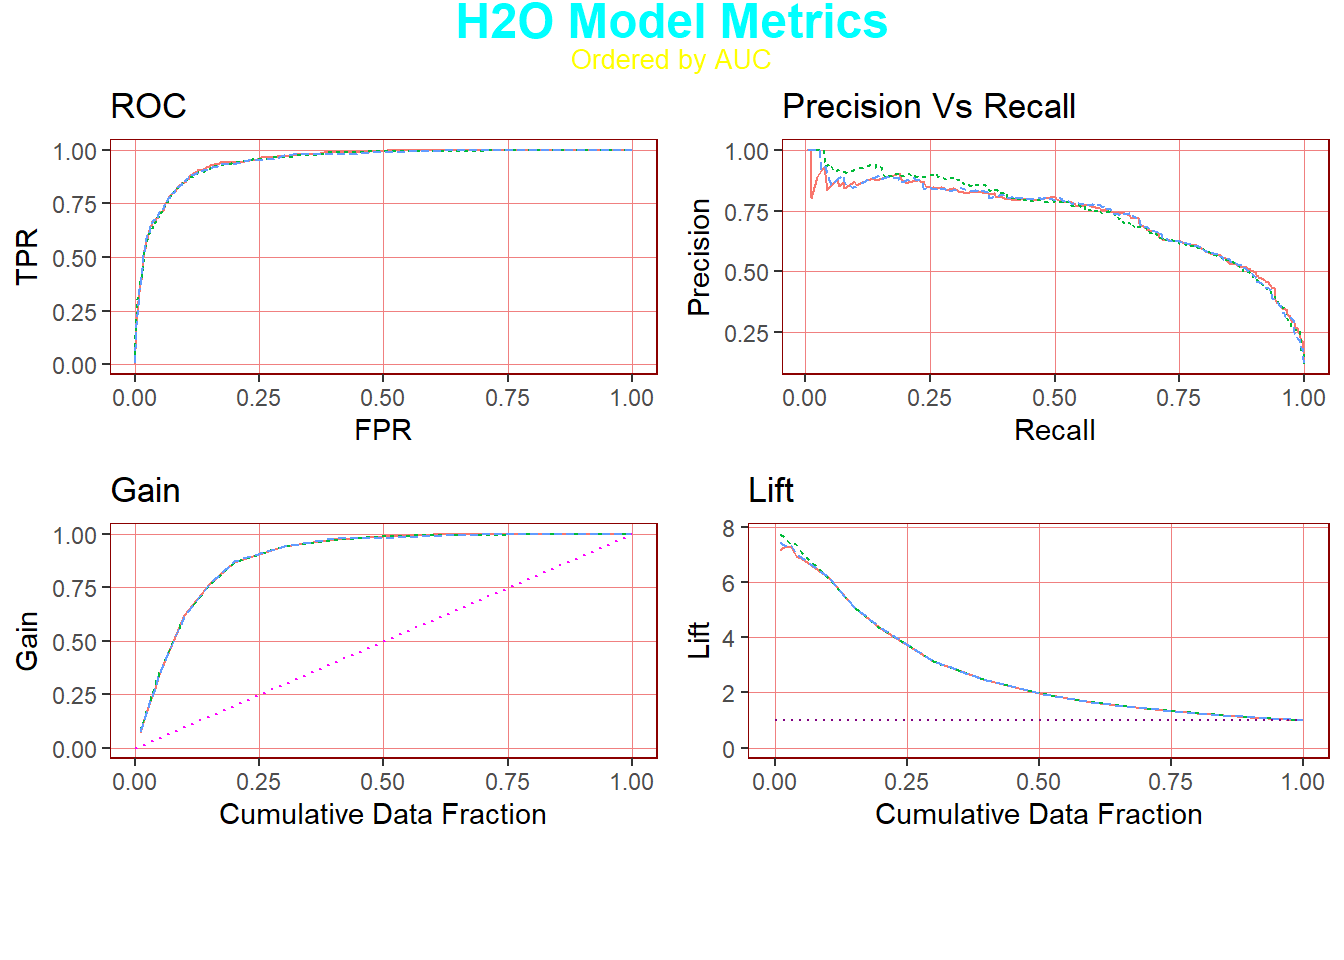 H2O Model Metrics
Ordered by AUC
ROC
1.00
0.75
0.50
0.25
0.00
TPR
0.00 0.25 0.50 0.75 1.00
FPR
Precision Vs Recall
1.00
0.75
0.50
0.25
Precision
0.00 0.25 0.50 0.75 1.00
Recall
Gain
1.00
0.75
0.50
0.25
0.00
Gain
0.00 0.25 0.50 0.75 1.00
Cumulative Data Fraction
Lift
8
6
4
2
0
Lift
0.00 0.25 0.50 0.75 1.00
Cumulative Data Fraction